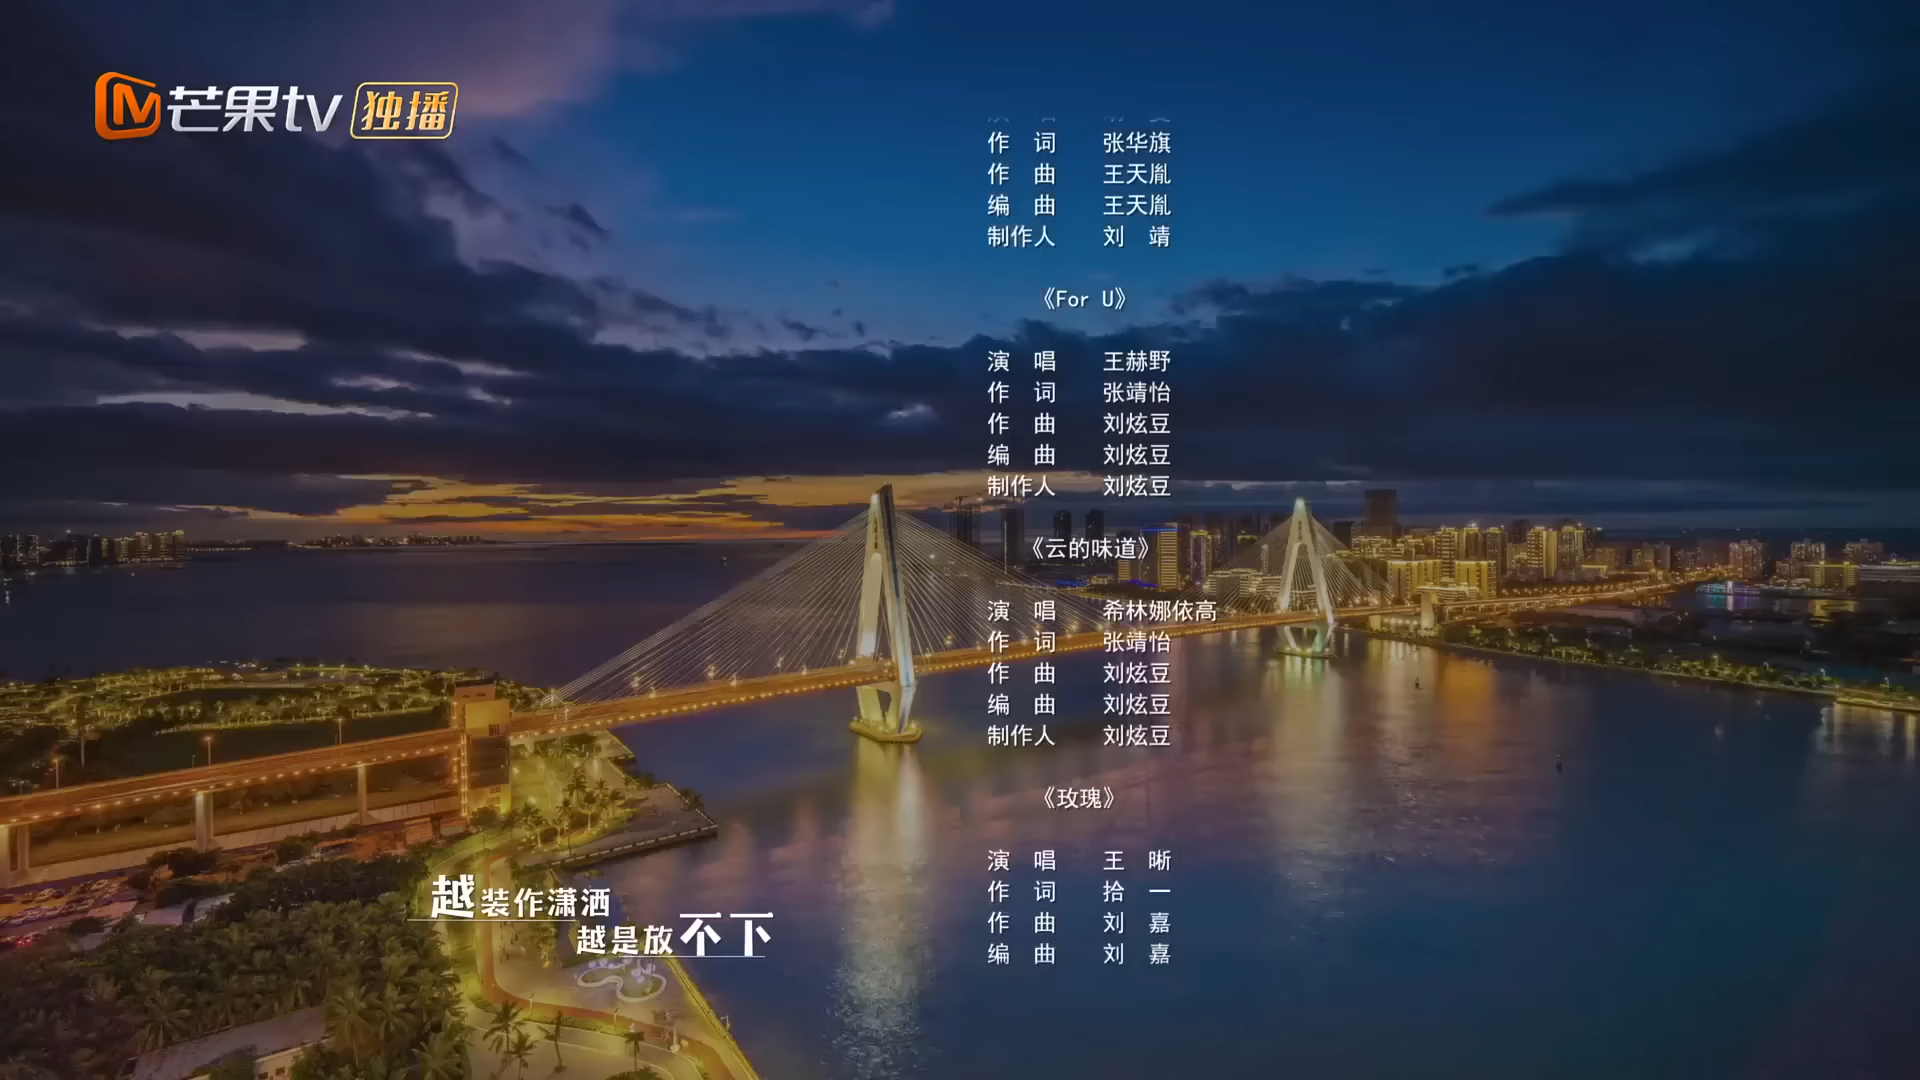 芒果tv 独播
作 词 张华旗
作 曲 王天胤
编 曲 王天胤
制作人 刘 靖
《For U》
演 唱 王赫野
作 词 张靖怡
作 曲 刘炫豆
编 曲 刘炫豆
制作人 刘炫豆
《云的味道》
演 唱 希林娜依高
作 词 张靖怡
作 曲 刘炫豆
编 曲 刘炫豆
制作人 刘炫豆
《玫瑰》
演 唱 王 晰
作 词 拾 一
作 曲 刘 嘉
编 曲 刘 嘉
越装作潇洒
越是放不下